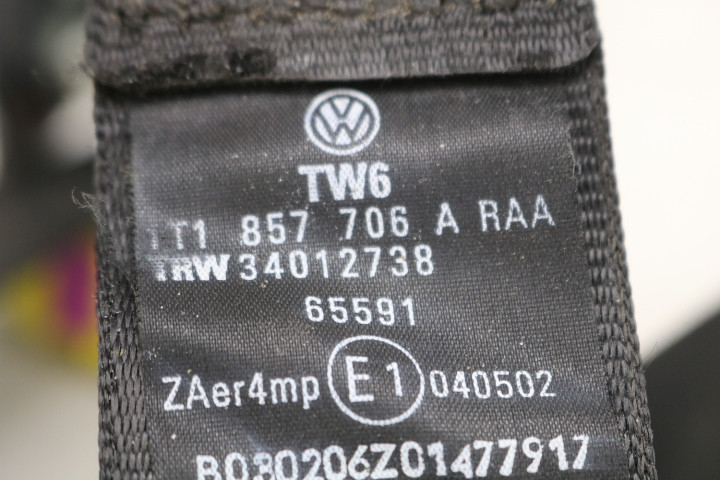 TW6
1T1 857 706 A RAA
TRW 34012738
65591
ZAer4mp E1 040502
B030206Z01477917